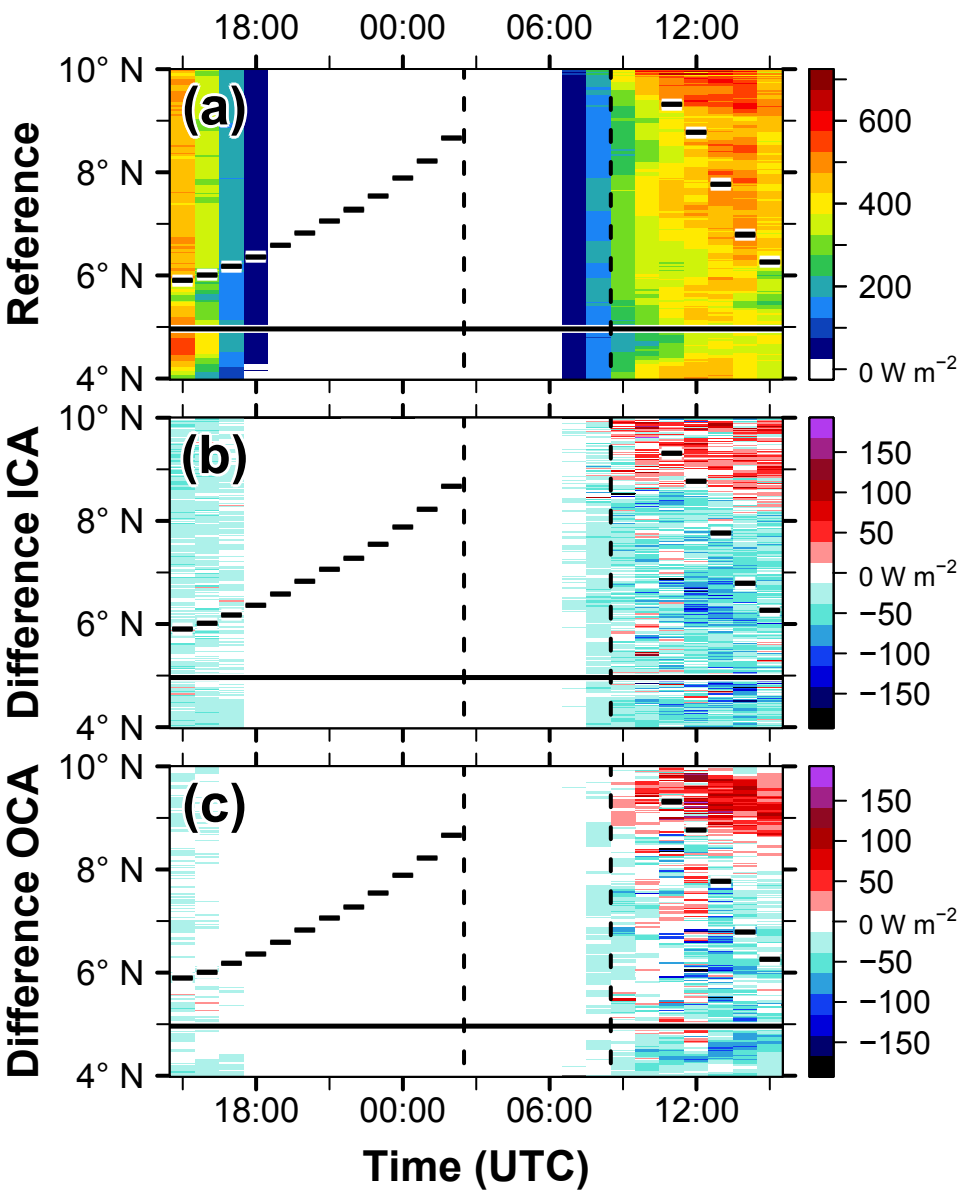 18:00 00:00 06:00 12:00
Reference
(a)
10° N
8° N
6° N
4° N
600
400
200
0 W m⁻²
Difference ICA
(b)
10° N
8° N
6° N
4° N
150
100
50
0 W m⁻²
−50
−100
−150
Difference OCA
(c)
10° N
8° N
6° N
4° N
150
100
50
0 W m⁻²
−50
−100
−150
18:00 00:00 06:00 12:00
Time (UTC)